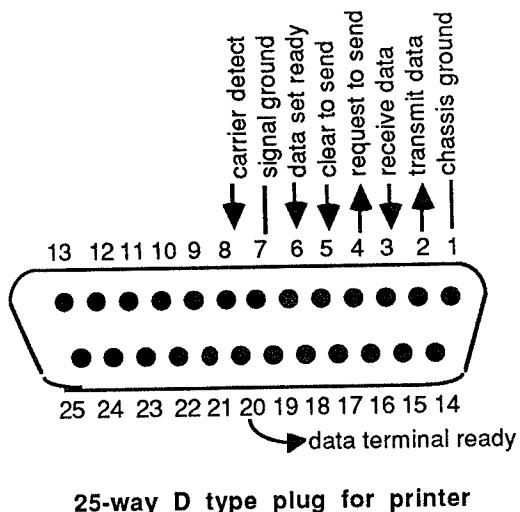 carrier detect
signal ground
data set ready
clear to send
request to send
receive data
transmit data
chassis ground
13 12 11 10 9 8 7 6 5 4 3 2 1
25 24 23 22 21 20 19 18 17 16 15 14
data terminal ready
25-way D type plug for printer